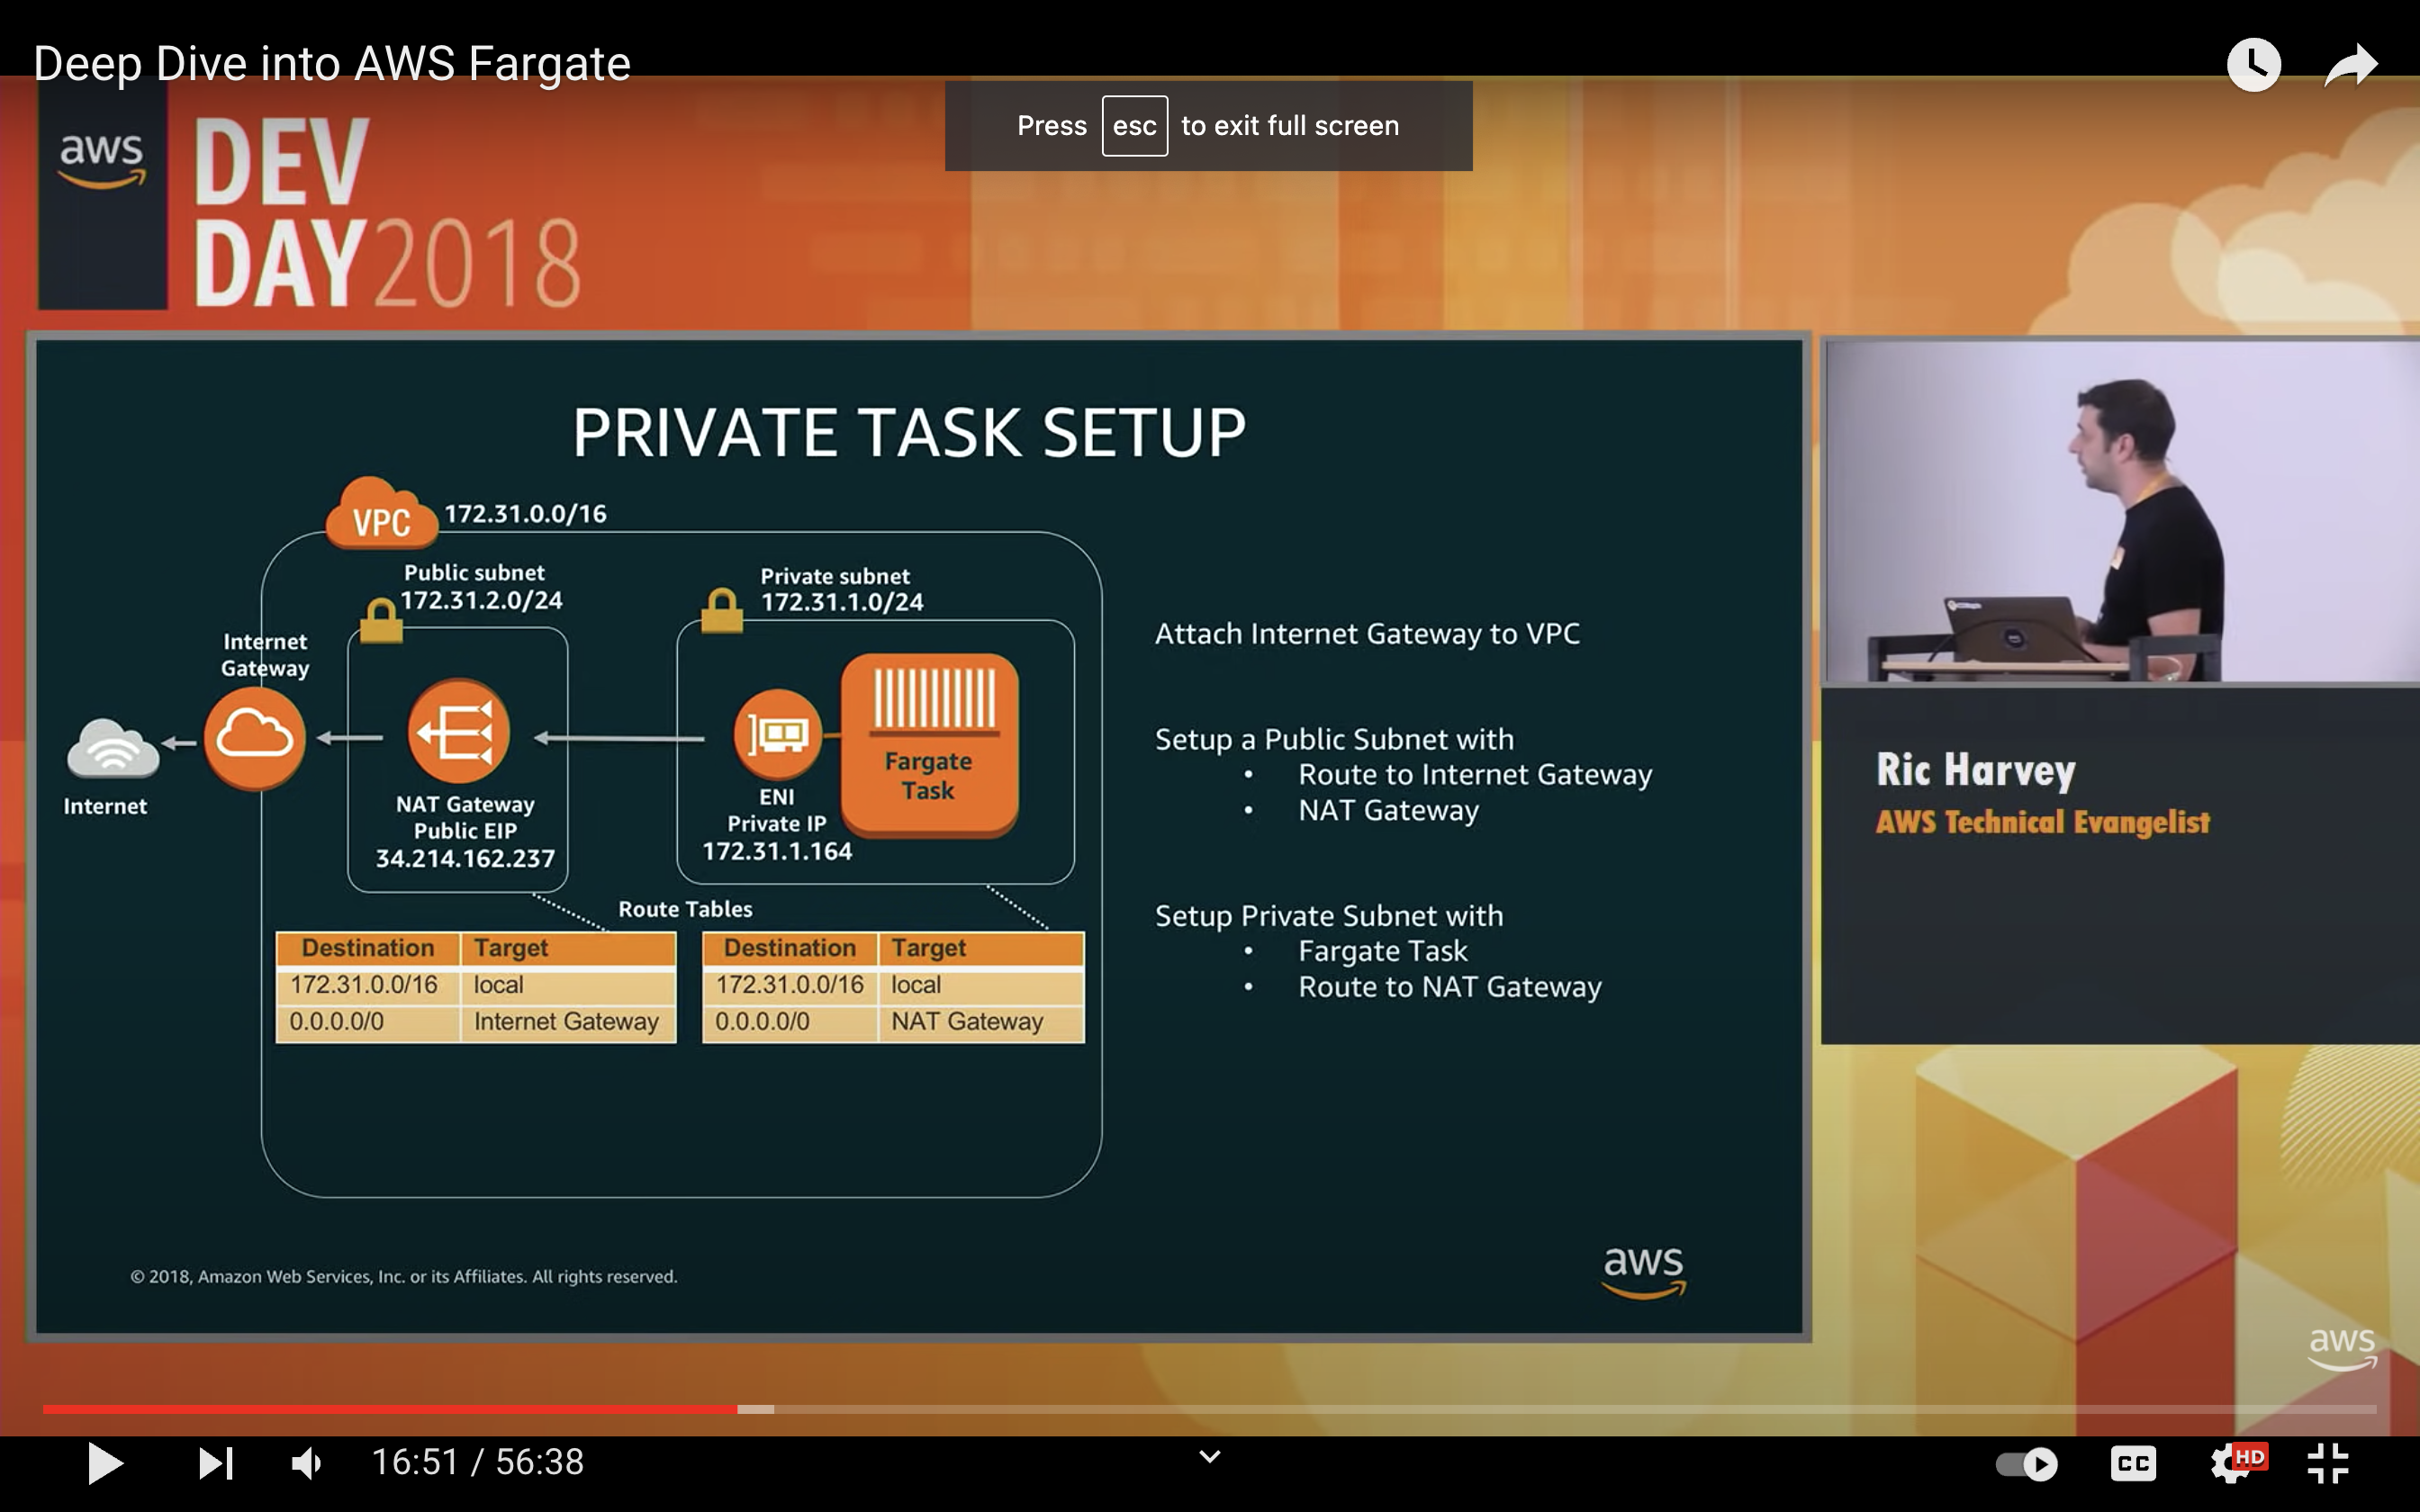 Deep Dive into AWS Fargate
Press esc to exit full screen
aws
DEV
DAY2018
PRIVATE TASK SETUP
VPC
172.31.0.0/16
Public subnet
172.31.2.0/24
Private subnet
172.31.1.0/24
Internet
Gateway
Internet
NAT Gateway
Public EIP
34.214.162.237
ENI
Private IP
172.31.1.164
Fargate
Task
Route Tables
Destination Target
172.31.0.0/16 local
0.0.0.0/0 Internet Gateway
Destination Target
172.31.0.0/16 local
0.0.0.0/0 NAT Gateway
Attach Internet Gateway to VPC
Setup a Public Subnet with
• Route to Internet Gateway
• NAT Gateway
Setup Private Subnet with
• Fargate Task
• Route to NAT Gateway
© 2018, Amazon Web Services, Inc. or its Affiliates. All rights reserved.
aws
Ric Harvey
AWS Technical Evangelist
aws
16:51 / 56:38
CC
HD